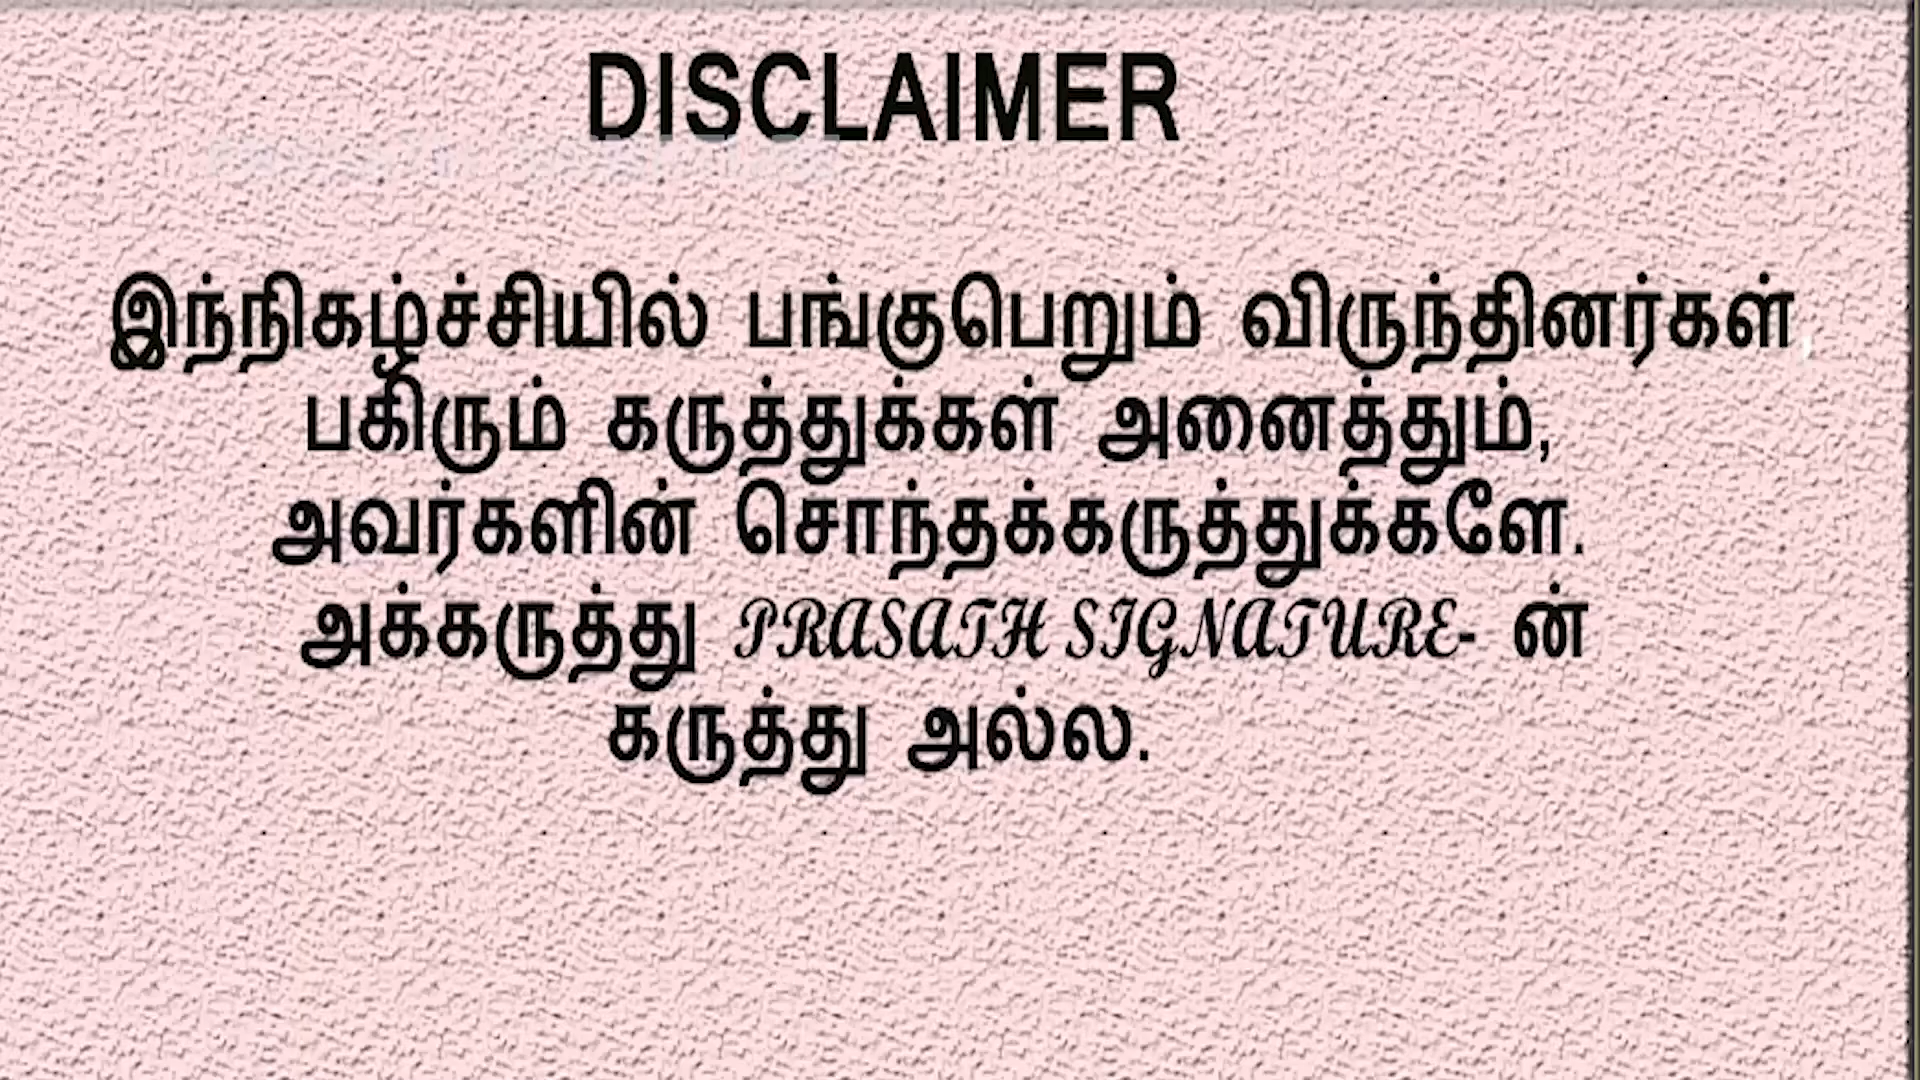 DISCLAIMER
இந்நிகழ்ச்சியில் பங்குபெறும் விருந்தினர்கள்,
பகிரும் கருத்துக்கள் அனைத்தும்,
அவர்களின் சொந்தக்கருத்துக்களே.
அக்கருத்து PRASATH SIGNATURE- ன்
கருத்து அல்ல.